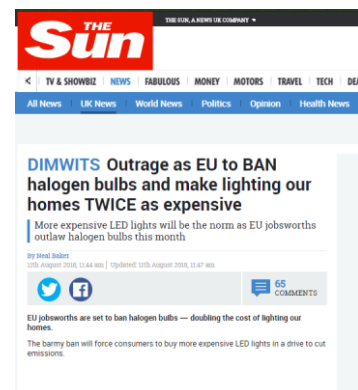 THE Sun
THE SUN, A NEWS UK COMPANY
< TV & SHOWBIZ NEWS FABULOUS MONEY MOTORS TRAVEL TECH DEA
All News UK News World News Politics Opinion Health News
DIMWITS Outrage as EU to BAN
halogen bulbs and make lighting our
homes TWICE as expensive
More expensive LED lights will be the norm as EU jobsworths
outlaw halogen bulbs this month
By Neal Baker
11th August 2018, 11:44 am | Updated: 11th August 2018, 11:47 am
65
COMMENTS
EU jobsworths are set to ban halogen bulbs — doubling the cost of lighting our
homes.
The barmy ban will force consumers to buy more expensive LED lights in a drive to cut
emissions.